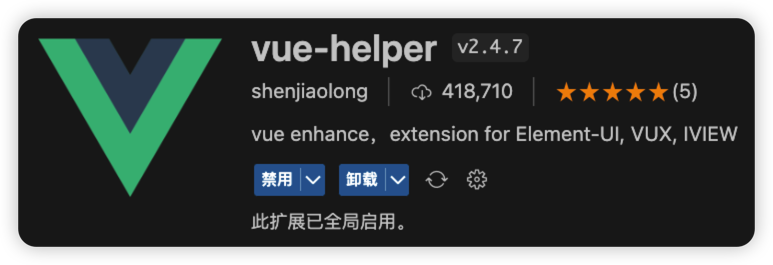 vue-helper v2.4.7
shenjiaolong 418,710 ★★★★★(5)
vue enhance，extension for Element-UI, VUX, IVIEW
禁用 卸载
此扩展已全局启用。